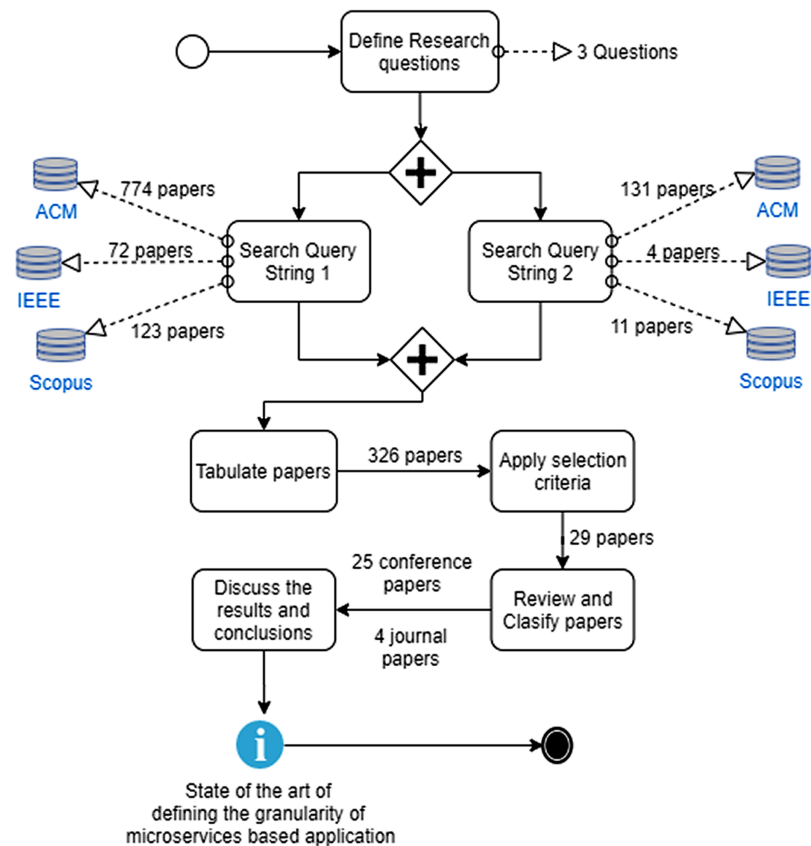 Define Research
questions
3 Questions
774 papers
ACM
72 papers
IEEE
123 papers
Scopus
Search Query
String 1
Search Query
String 2
131 papers
ACM
4 papers
IEEE
11 papers
Scopus
Tabulate papers
326 papers
Apply selection
criteria
29 papers
Review and
Clasify papers
25 conference
papers
4 journal
papers
Discuss the
results and
conclusions
i
State of the art of
defining the granularity of
microservices based application